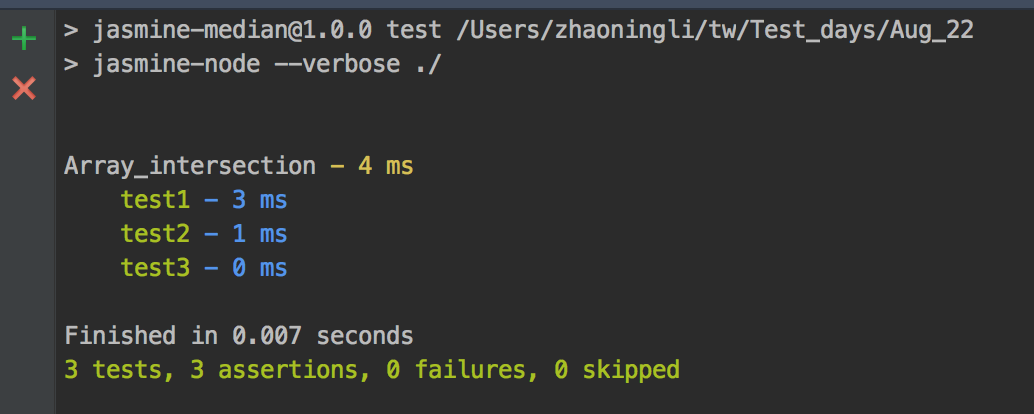 > jasmine-median@1.0.0 test /Users/zhaoningli/tw/Test_days/Aug_22
> jasmine-node --verbose ./
Array_intersection - 4 ms
test1 - 3 ms
test2 - 1 ms
test3 - 0 ms
Finished in 0.007 seconds
3 tests, 3 assertions, 0 failures, 0 skipped